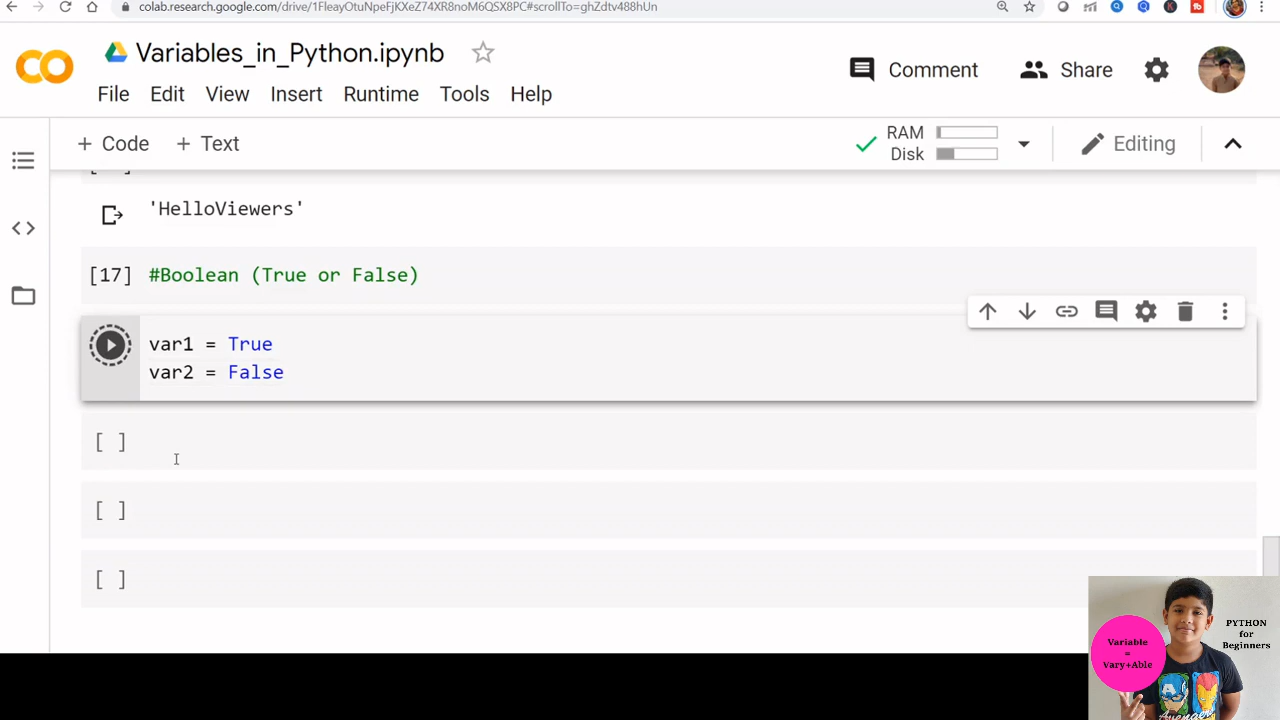 colab.research.google.com/drive/1FleayOtuNpeFjKXeZ74XR8noM6QSX8PC#scrollTo=ghZdtv488hUn
Variables_in_Python.ipynb
Comment
Share
File Edit View Insert Runtime Tools Help
+ Code + Text
RAM
Disk
Editing
'HelloViewers'
[17] #Boolean (True or False)
var1 = True
var2 = False
[ ]
[ ]
[ ]
Variable
=
Vary+Able
PYTHON
for
Beginners